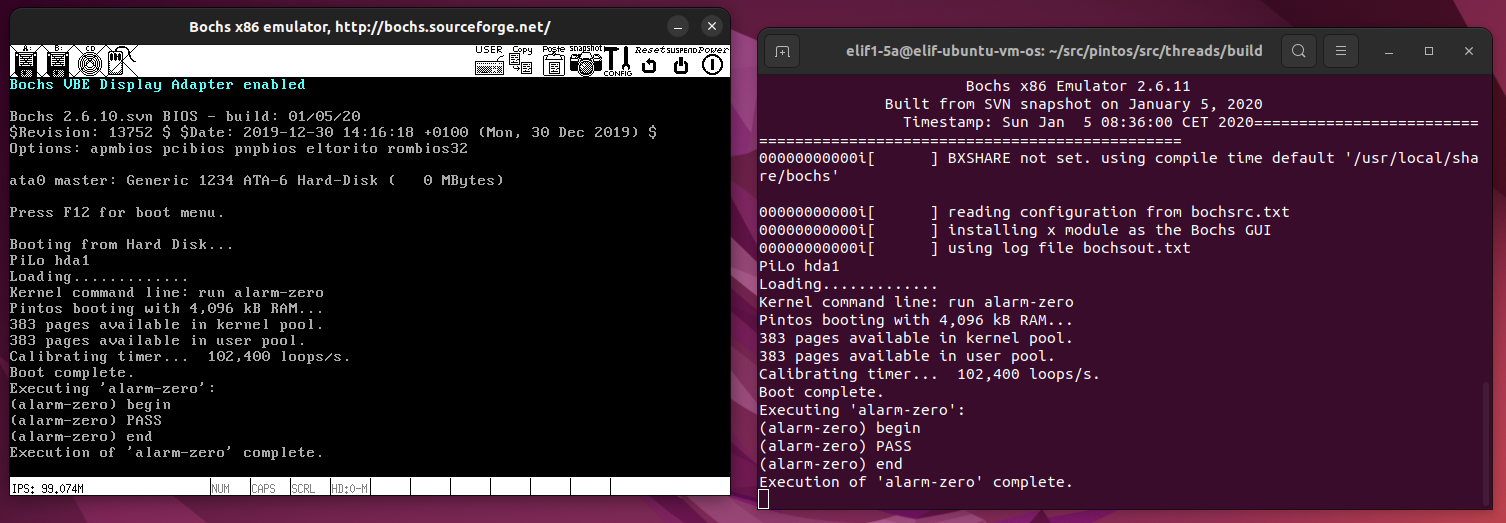 Bochs x86 emulator, http://bochs.sourceforge.net/
A: B: CD USER Copy Paste Snapshot CONFIG Reset SUSPEND Power
Bochs VBE Display Adapter enabled
Bochs 2.6.10.svn BIOS - build: 01/05/20
$Revision: 13752 $ $Date: 2019-12-30 14:16:18 +0100 (Mon, 30 Dec 2019) $
Options: apmbios pcibios pnpbios eltorito rombios32
ata0 master: Generic 1234 ATA-6 Hard-Disk (   0 MBytes)
Press F12 for boot menu.
Booting from Hard Disk...
PiLo hda1
Loading.............
Kernel command line: run alarm-zero
Pintos booting with 4,096 kB RAM...
383 pages available in kernel pool.
383 pages available in user pool.
Calibrating timer...  102,400 loops/s.
Boot complete.
Executing 'alarm-zero':
(alarm-zero) begin
(alarm-zero) PASS
(alarm-zero) end
Execution of 'alarm-zero' complete.
IPS: 99.074M NUM CAPS SCRL HD:0-M
elif1-5a@elif-ubuntu-vm-os: ~/src/pintos/src/threads/build
Bochs x86 Emulator 2.6.11
Built from SVN snapshot on January 5, 2020
Timestamp: Sun Jan  5 08:36:00 CET 2020=========================
===============================================
00000000000i[      ] BXSHARE not set. using compile time default '/usr/local/sha
re/bochs'
00000000000i[      ] reading configuration from bochsrc.txt
00000000000i[      ] installing x module as the Bochs GUI
00000000000i[      ] using log file bochsout.txt
PiLo hda1
Loading.............
Kernel command line: run alarm-zero
Pintos booting with 4,096 kB RAM...
383 pages available in kernel pool.
383 pages available in user pool.
Calibrating timer...  102,400 loops/s.
Boot complete.
Executing 'alarm-zero':
(alarm-zero) begin
(alarm-zero) PASS
(alarm-zero) end
Execution of 'alarm-zero' complete.